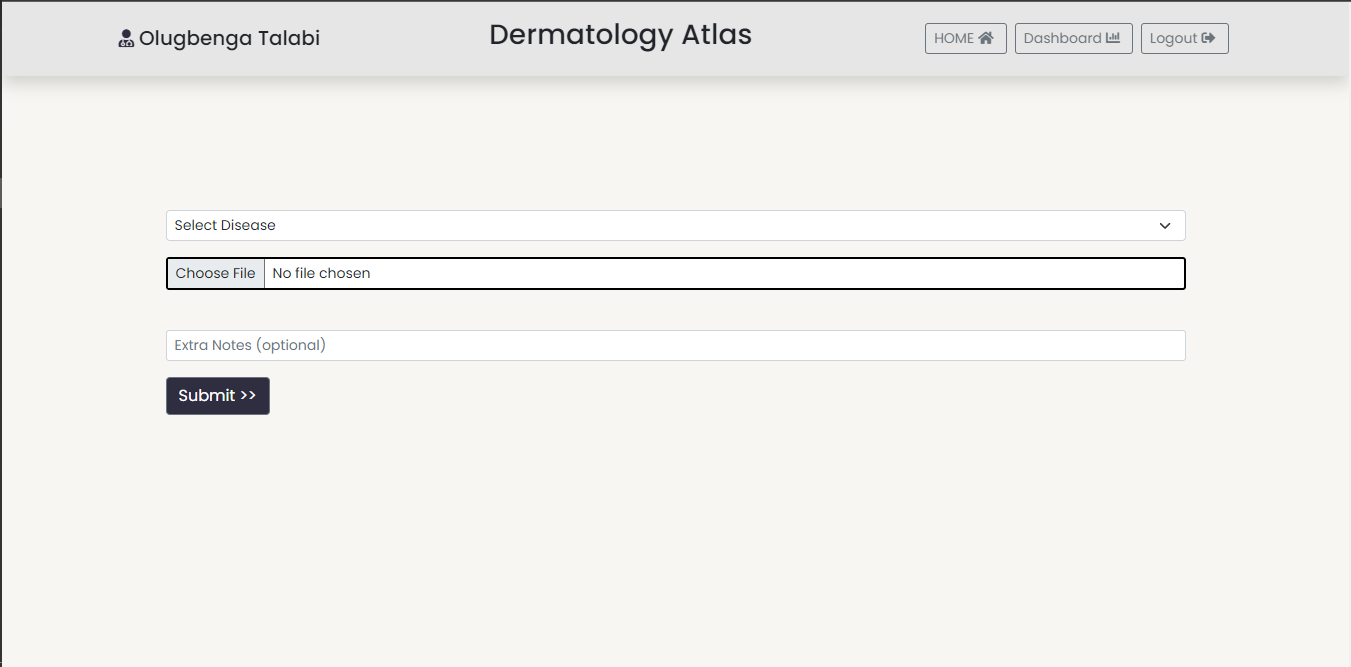 Olugbenga Talabi
Dermatology Atlas
HOME
Dashboard
Logout
Select Disease
Choose File No file chosen
Extra Notes (optional)
Submit >>